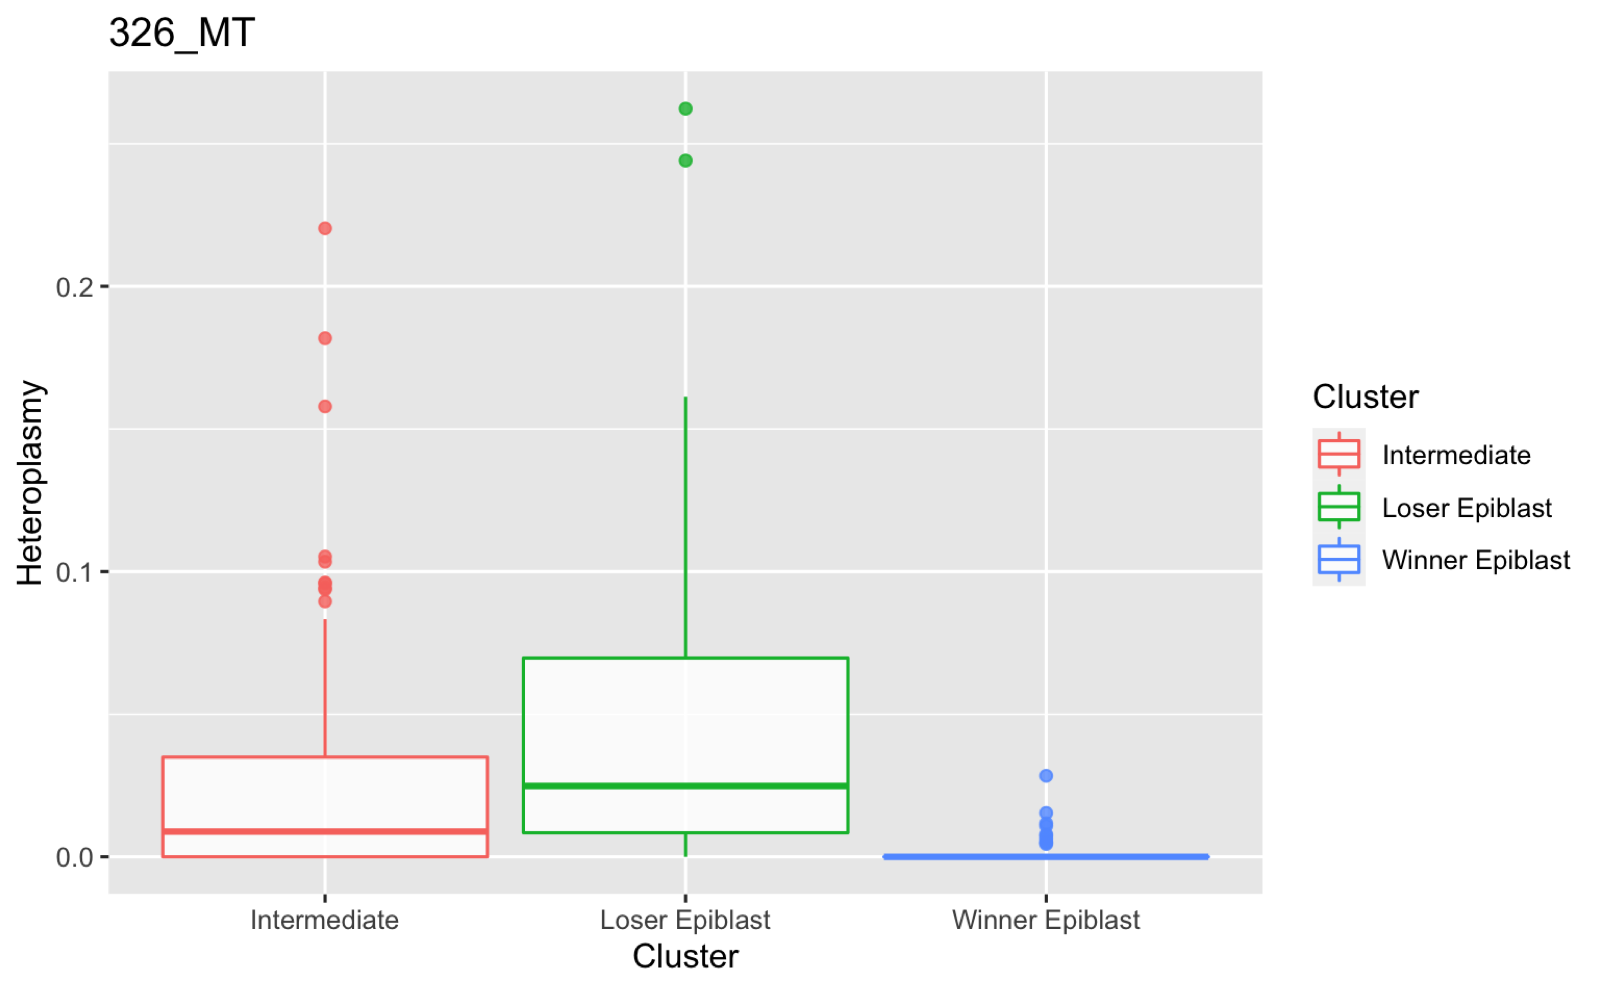 326_MT
Heteroplasmy
0.2
0.1
0.0
Intermediate
Loser Epiblast
Winner Epiblast
Cluster
Cluster
Intermediate
Loser Epiblast
Winner Epiblast